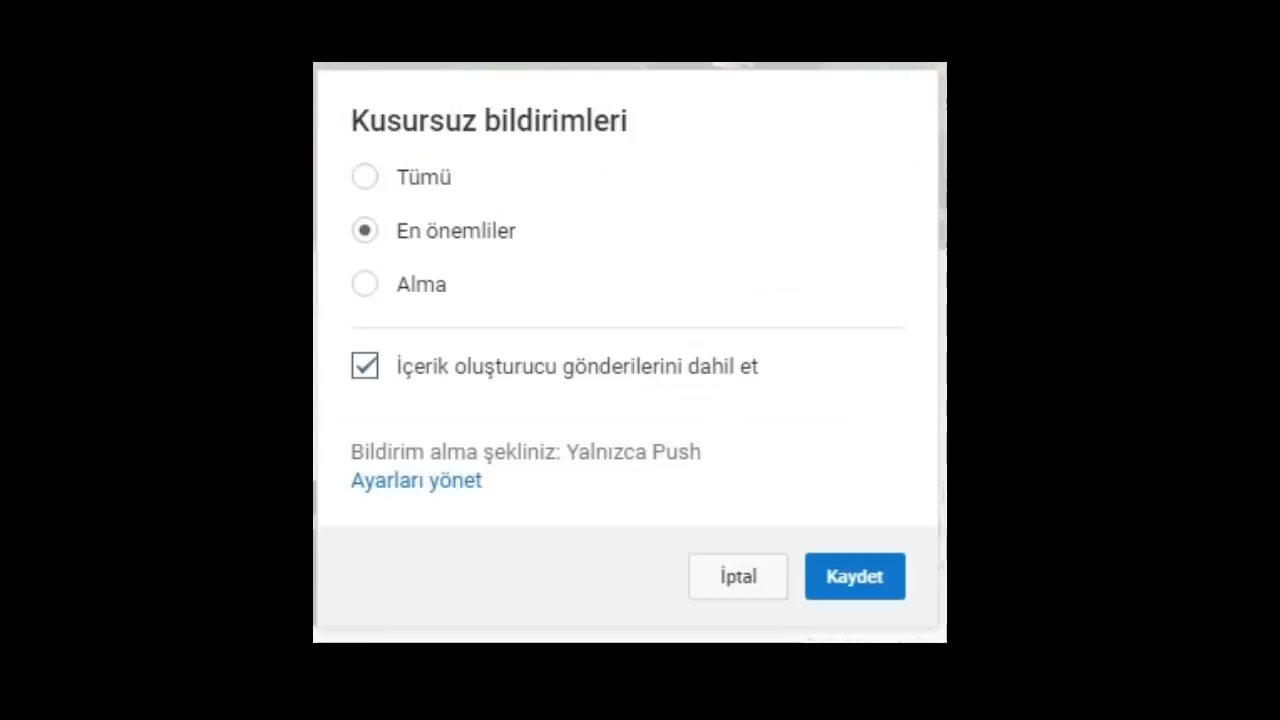 Kusursuz bildirimleri
Tümü
En önemliler
Alma
İçerik oluşturucu gönderilerini dahil et
Bildirim alma şekliniz: Yalnızca Push
Ayarları yönet
İptal
Kaydet